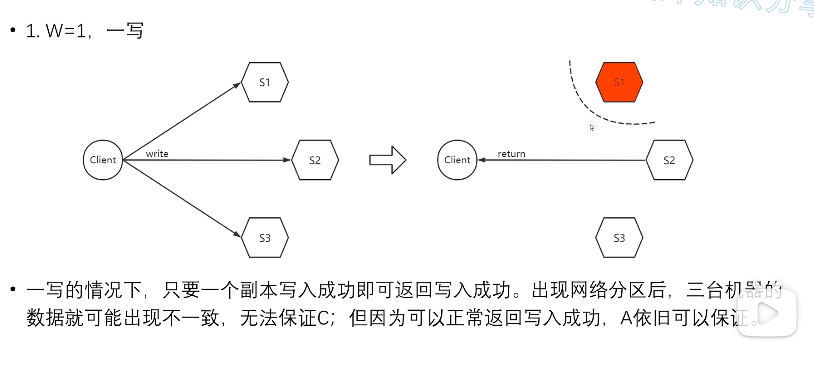 • 1. W=1，一写
S1
S1
Client
write
S2
Client
return
S2
S3
S3
• 一写的情况下，只要一个副本写入成功即可返回写入成功。出现网络分区后，三台机器的
数据就可能出现不一致，无法保证C；但因为可以正常返回写入成功，A依旧可以保证。